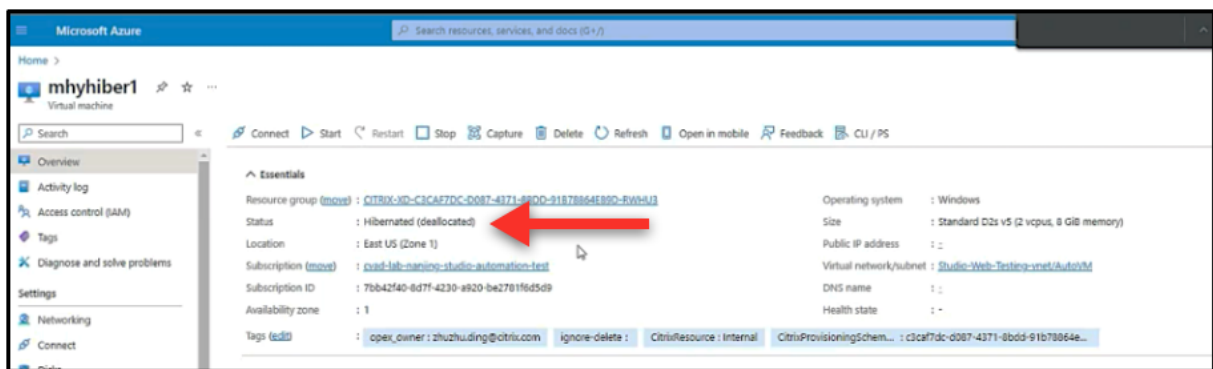 Microsoft Azure
Search resources, services, and docs (G+/)
Home >
mhyhiber1
Virtual machine
Search
Connect Start Restart Stop Capture Delete Refresh Open in mobile Feedback CLI / PS
Overview
Activity log
Access control (IAM)
Tags
Diagnose and solve problems
Settings
Networking
Connect
Disks
Essentials
Resource group (move) : CITRIX-XD-C3CAF7DC-D087-4371-8BDD-91B78864E89D-RWHU3
Status : Hibernated (deallocated)
Location : East US (Zone 1)
Subscription (move) : cvad-lab-nanjing-studio-automation-test
Subscription ID : 7bb42f40-8d7f-4230-a920-be2781f6d5d9
Availability zone : 1
Operating system : Windows
Size : Standard D2s v5 (2 vcpus, 8 GiB memory)
Public IP address : -
Virtual network/subnet : Studio-Web-Testing-vnet/AutoVM
DNS name : -
Health state : -
Tags (edit) : opex_owner : zhuzhu.ding@citrix.com ignore-delete : CitrixResource : Internal CitrixProvisioningSchem... : c3caf7dc-d087-4371-8bdd-91b78864e...